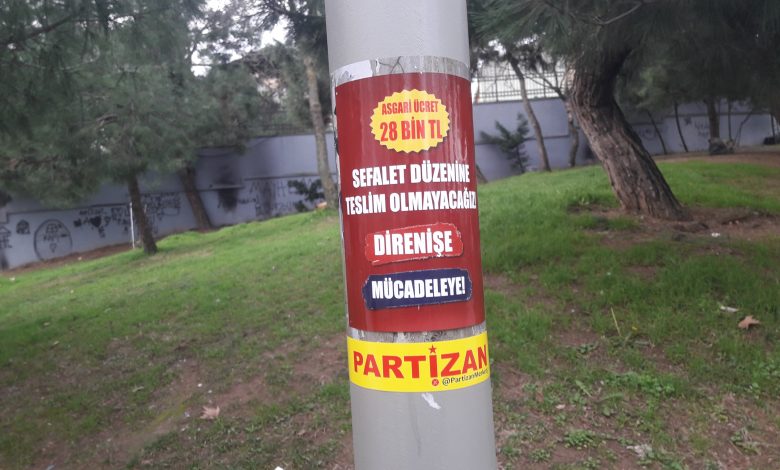 ASGARİ ÜCRET
28 BİN TL
SEFALET DÜZENİNE
TESLİM OLMAYACAĞIZ!
DİRENİŞE
MÜCADELEYE!
PARTİZAN